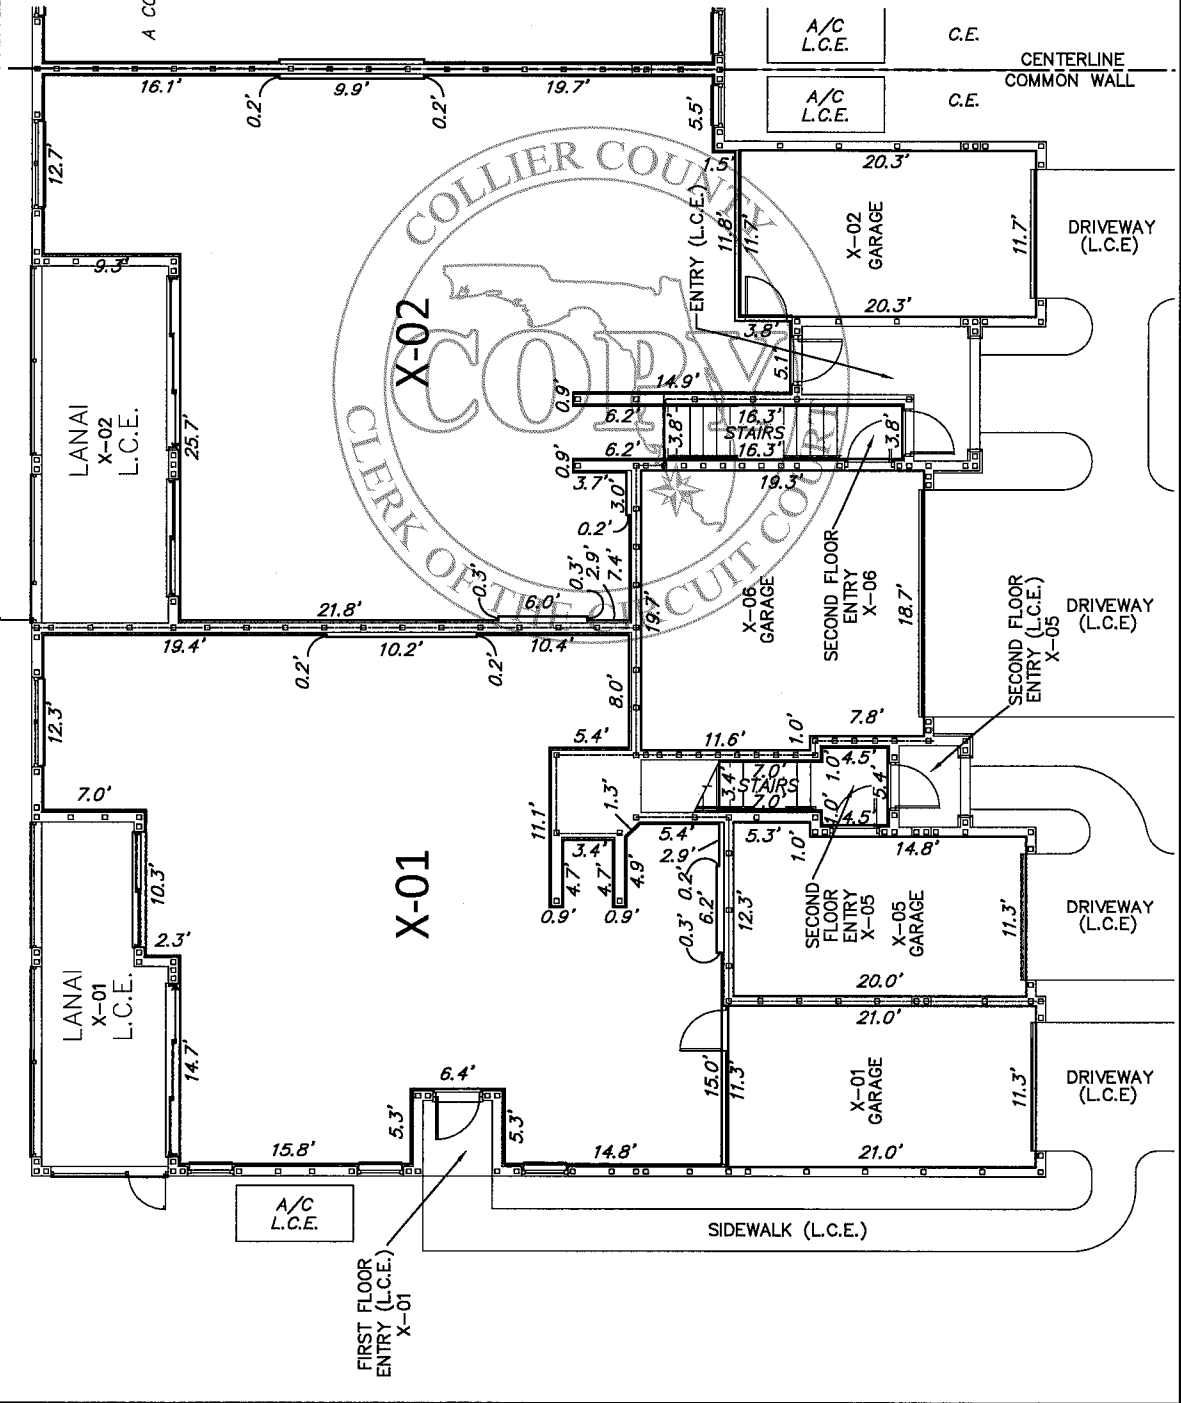 A CO
A/C
L.C.E.
C.E.
CENTERLINE
COMMON WALL
A/C
L.C.E.
C.E.
16.1'
0.2'
9.9'
0.2'
19.7'
5.5'
12.7'
1.5'
20.3'
COLLIER COUNTY
CLERK OF THE CIRCUIT COURT
COPY
ENTRY (L.C.E.)
11.8'
11.7'
X-02
GARAGE
11.7'
DRIVEWAY
(L.C.E)
9.3'
20.3'
3.8'
5.1'
X-02
LANAI
X-02
L.C.E.
25.7'
14.9'
0.9'
6.2'
3.8'
16.3'
STAIRS
16.3'
3.8'
6.2'
0.9'
3.7'
3.0'
0.2'
19.3'
0.3'
2.9'
7.4'
0.3'
6.0'
21.8'
19.7'
X-06
GARAGE
SECOND FLOOR
ENTRY
X-06
18.7'
SECOND FLOOR
ENTRY (L.C.E.)
X-05
DRIVEWAY
(L.C.E)
19.4'
0.2'
10.2'
0.2'
10.4'
8.0'
12.3'
5.4'
11.6'
1.0'
7.8'
7.0'
11.1'
1.3'
3.4'
7.0'
STAIRS
7.0'
1.0'
4.5'
5.4'
1.0'
4.5'
3.4'
4.7'
4.7'
4.9'
5.4'
2.9'
0.2'
6.2'
0.3'
5.3'
1.0'
14.8'
0.9'
0.9'
12.3'
SECOND
FLOOR
ENTRY
X-05
X-05
GARAGE
11.3'
DRIVEWAY
(L.C.E)
X-01
10.3'
2.3'
LANAI
X-01
L.C.E.
14.7'
20.0'
21.0'
15.0'
11.3'
X-01
GARAGE
11.3'
DRIVEWAY
(L.C.E)
6.4'
5.3'
5.3'
15.8'
14.8'
21.0'
A/C
L.C.E.
SIDEWALK (L.C.E.)
FIRST FLOOR
ENTRY (L.C.E.)
X-01